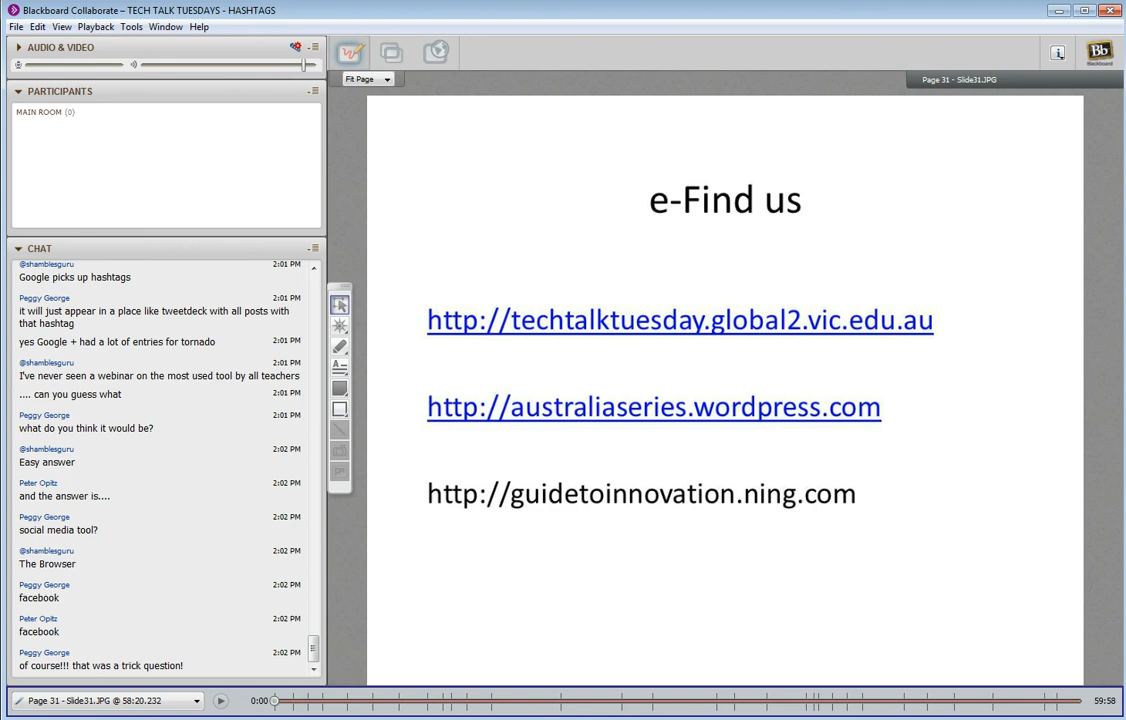 Blackboard Collaborate – TECH TALK TUESDAYS - HASHTAGS
File Edit View Playback Tools Window Help
AUDIO & VIDEO
Fit Page
Page 31 - Slide31.JPG
Bb
Blackboard
PARTICIPANTS
MAIN ROOM (0)
CHAT
@shamblesguru 2:01 PM
Google picks up hashtags
Peggy George 2:01 PM
it will just appear in a place like tweetdeck with all posts with
that hashtag
yes Google + had a lot of entries for tornado 2:01 PM
@shamblesguru 2:01 PM
I've never seen a webinar on the most used tool by all teachers
.... can you guess what 2:01 PM
Peggy George 2:01 PM
what do you think it would be?
@shamblesguru 2:02 PM
Easy answer
Peter Opitz 2:02 PM
and the answer is....
Peggy George 2:02 PM
social media tool?
@shamblesguru 2:02 PM
The Browser
Peggy George 2:02 PM
facebook
Peter Opitz 2:02 PM
facebook
Peggy George 2:02 PM
of course!!! that was a trick question!
e-Find us
http://techtalktuesday.global2.vic.edu.au
http://australiaseries.wordpress.com
http://guidetoinnovation.ning.com
Page 31 - Slide31.JPG @ 58:20.232
0:00
59:58